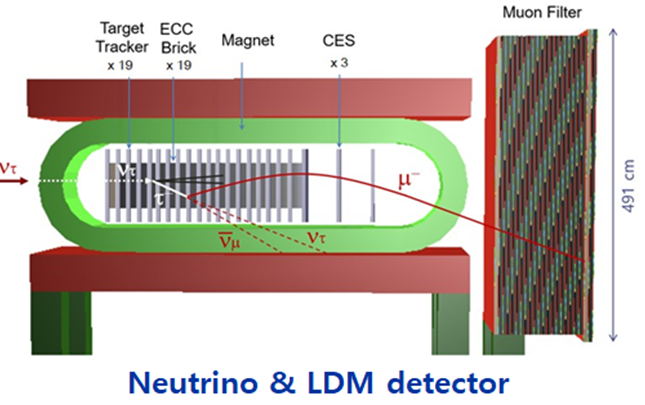 Muon Filter
Target
Tracker
x 19
ECC
Brick
x 19
Magnet
CES
x 3
ντ
ντ
τ
μ⁻
ν̅μ
ντ
491 cm
Neutrino & LDM detector